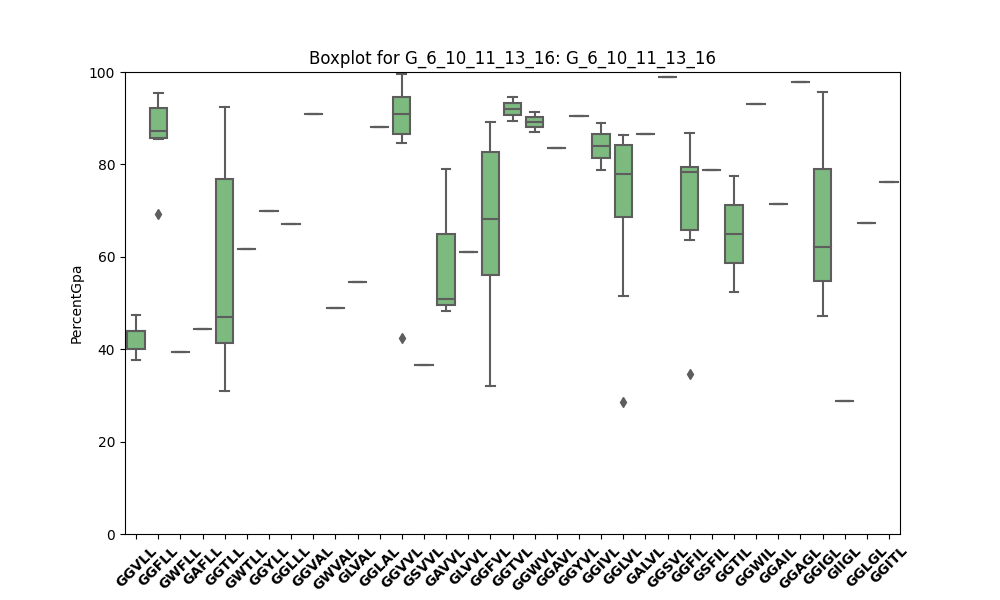 Boxplot for G_6_10_11_13_16: G_6_10_11_13_16
PercentGpa
100
80
60
40
20
0
GGVLL
GGFLL
GWFLL
GAFLL
GGTLL
GWTLL
GGYLL
GGLLL
GGVAL
GWVAL
GLVAL
GGLAL
GGVVL
GSVVL
GAVVL
GLVVL
GGFVL
GGTVL
GGWVL
GGAVL
GGYVL
GGIVL
GGLVL
GALVL
GGSVL
GGFIL
GSFIL
GGTIL
GGWIL
GGAIL
GGAGL
GGIGL
GIIGL
GGLGL
GGITL